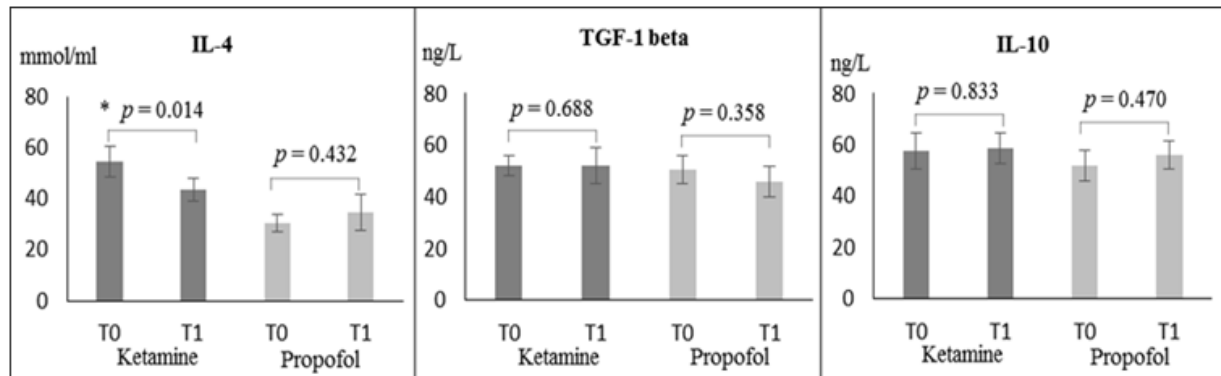 IL-4
mmol/ml
80
60
40
20
0
* p = 0.014
p = 0.432
T0 T1 T0 T1
Ketamine Propofol
TGF-1 beta
ng/L
80
60
40
20
0
p = 0.688
p = 0.358
T0 T1 T0 T1
Ketamine Propofol
IL-10
ng/L
80
60
40
20
0
p = 0.833
p = 0.470
T0 T1 T0 T1
Ketamine Propofol